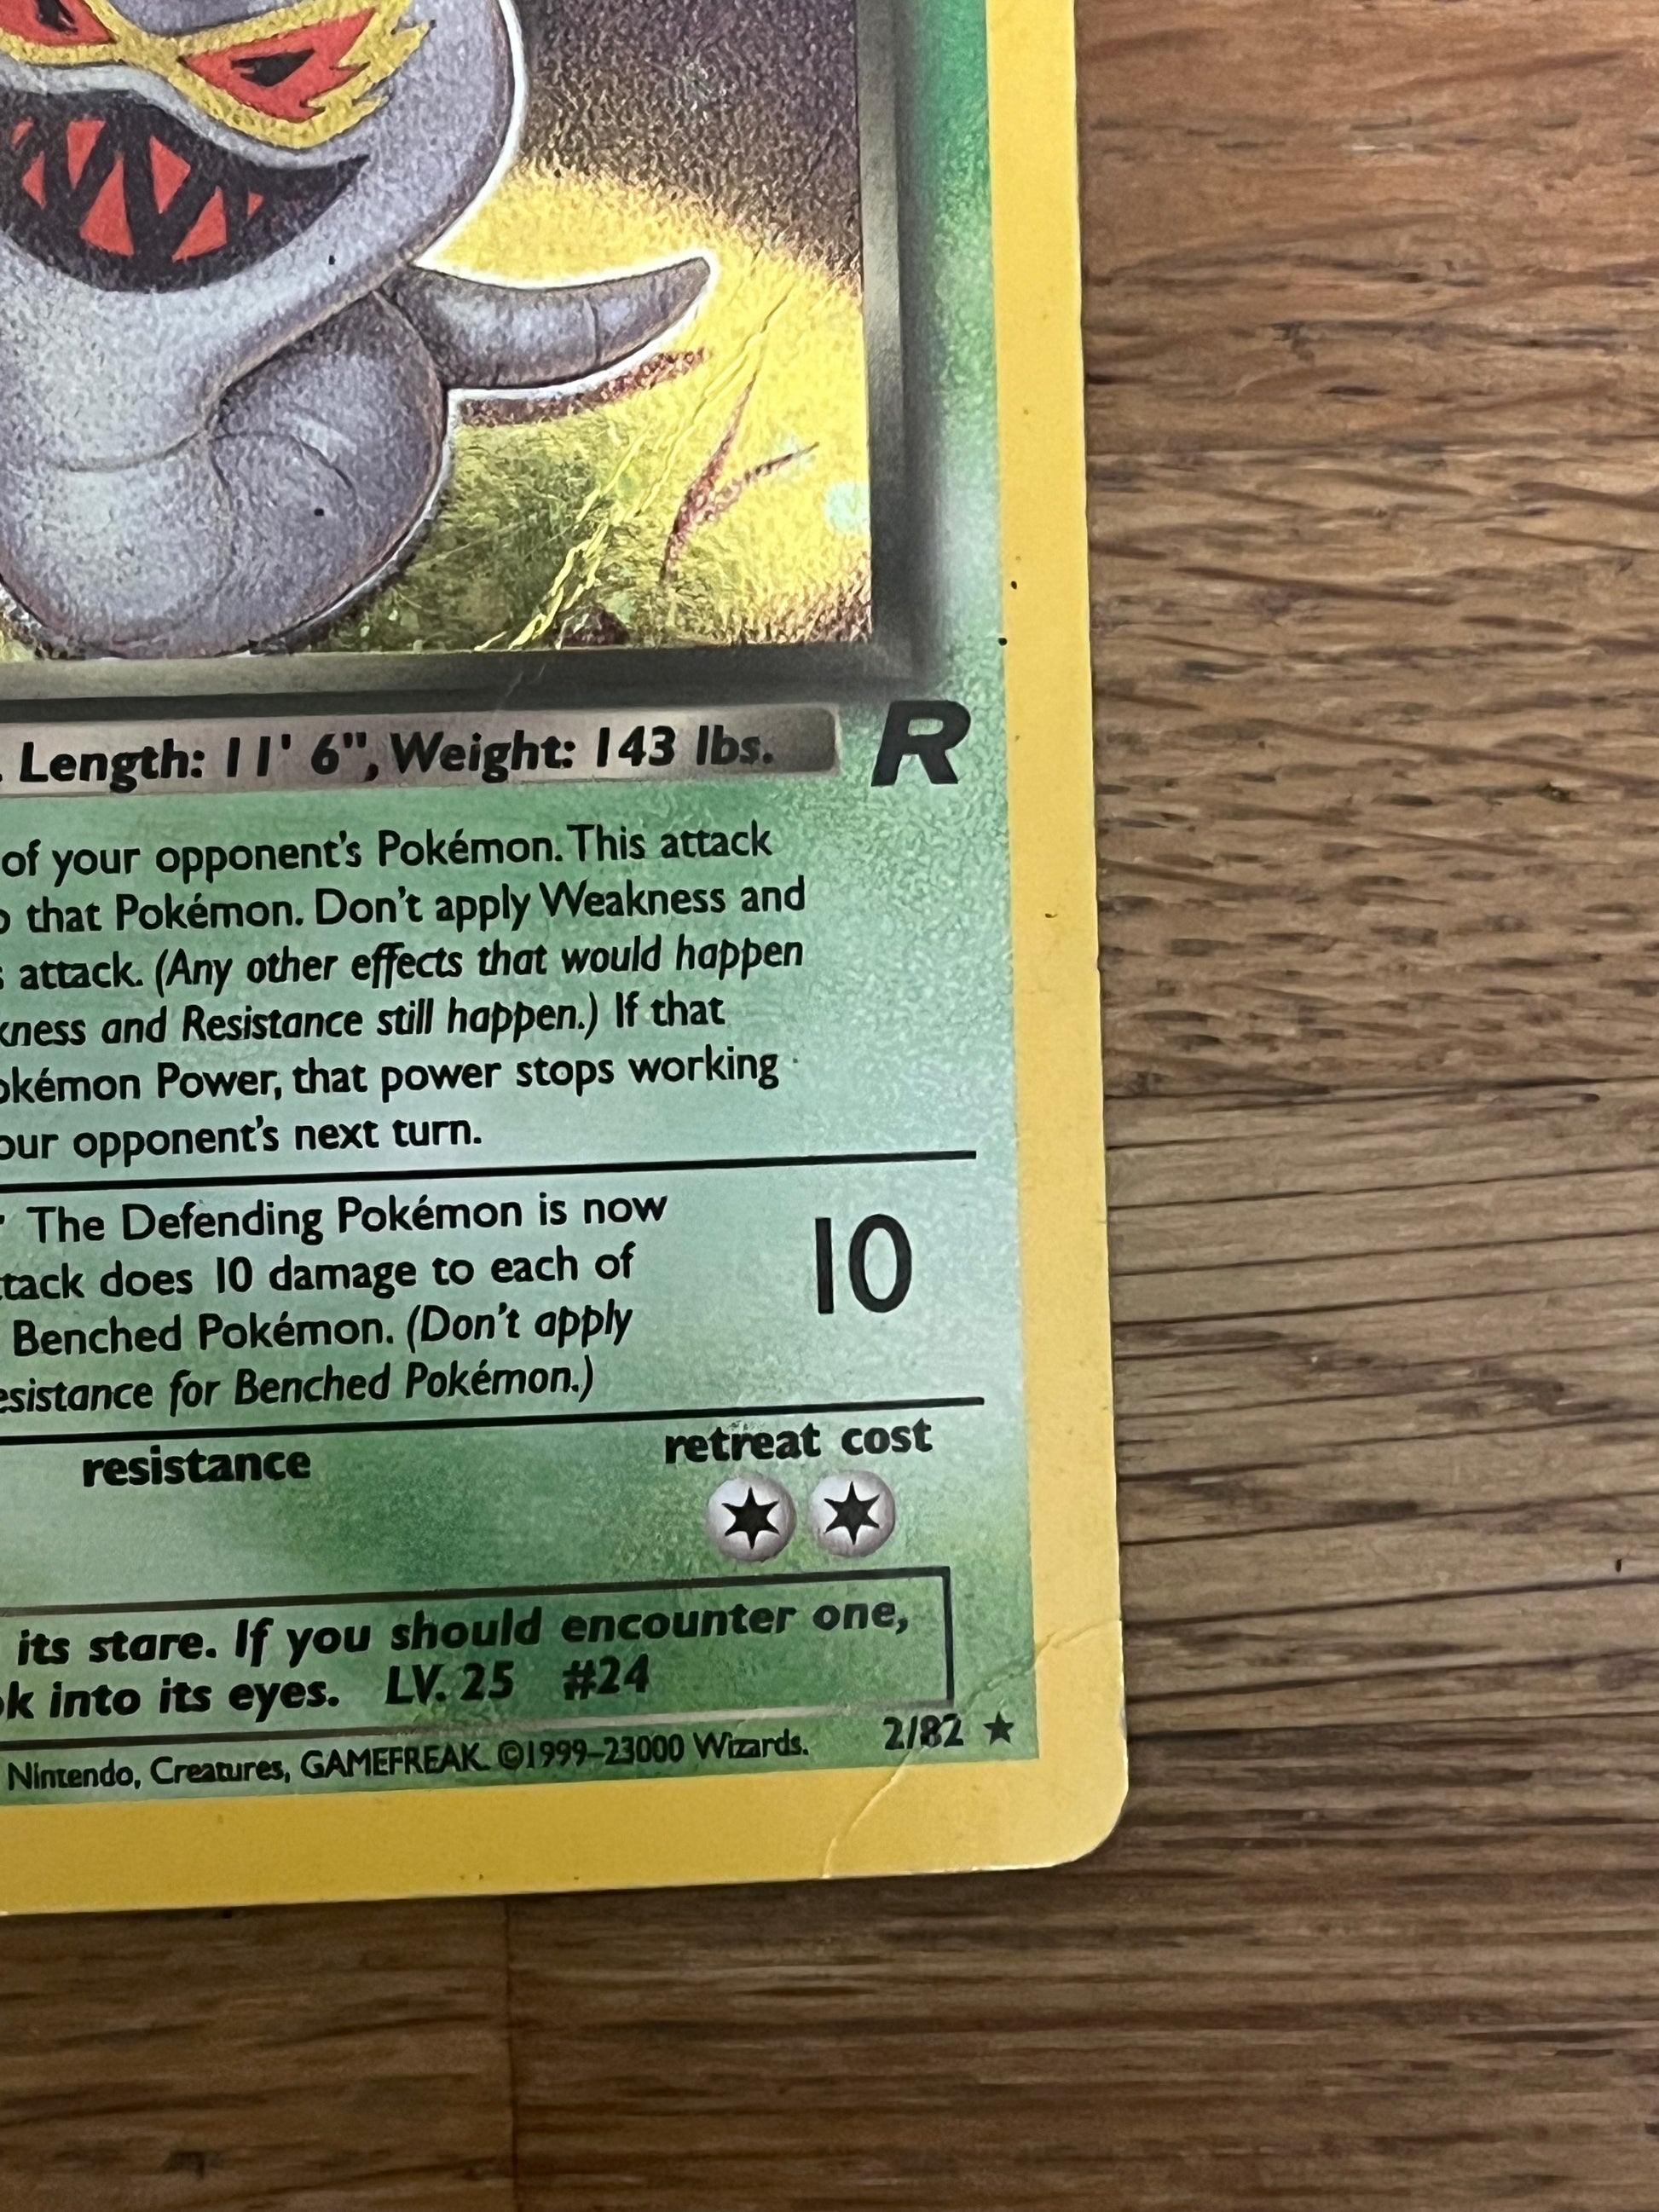 . Length: 11' 6", Weight: 143 lbs.
R
of your opponent's Pokémon. This attack
o that Pokémon. Don't apply Weakness and
s attack. (Any other effects that would happen
kness and Resistance still happen.) If that
okémon Power, that power stops working
our opponent's next turn.
The Defending Pokémon is now
ttack does 10 damage to each of
Benched Pokémon. (Don't apply
esistance for Benched Pokémon.)
10
resistance
retreat cost
its stare. If you should encounter one,
ok into its eyes. LV. 25 #24
Nintendo, Creatures, GAMEFREAK. ©1999–23000 Wizards.
2/82 ★